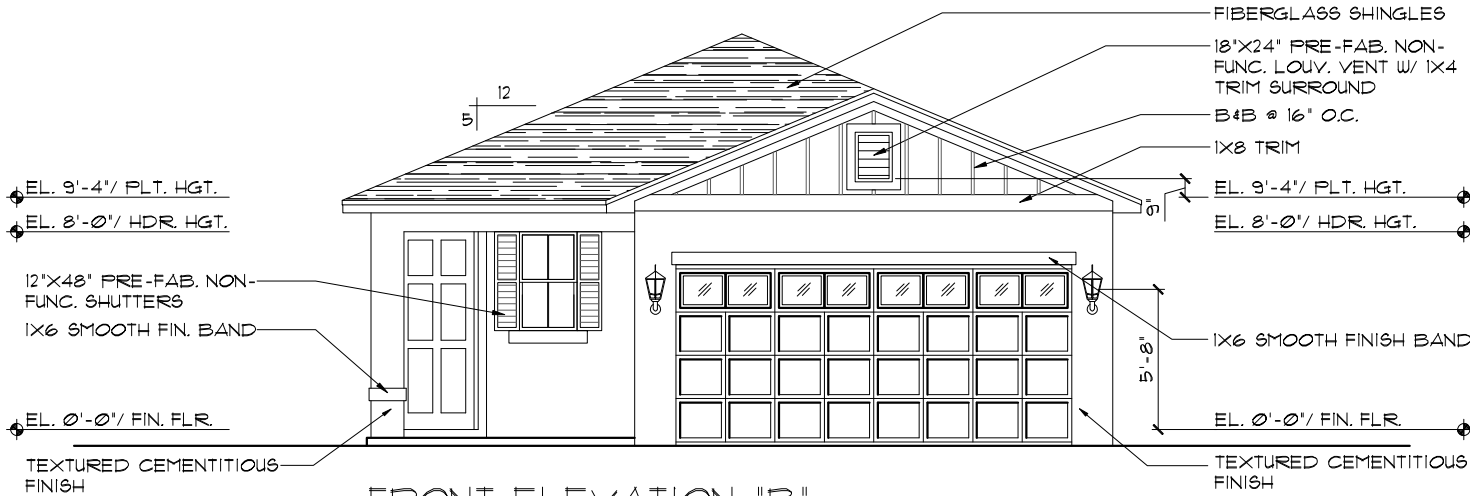 FIBERGLASS SHINGLES
18"X24" PRE-FAB. NON-
FUNC. LOUV. VENT W/ 1X4
TRIM SURROUND
B&B @ 16" O.C.
1X8 TRIM
12
5
9"
EL. 9'-4"/ PLT. HGT.
EL. 8'-0"/ HDR. HGT.
12"X48" PRE-FAB. NON-
FUNC. SHUTTERS
1X6 SMOOTH FIN. BAND
EL. 0'-0"/ FIN. FLR.
TEXTURED CEMENTITIOUS
FINISH
EL. 9'-4"/ PLT. HGT.
EL. 8'-0"/ HDR. HGT.
1X6 SMOOTH FINISH BAND
5'-8"
EL. 0'-0"/ FIN. FLR.
TEXTURED CEMENTITIOUS
FINISH
FRONT ELEVATION "B"